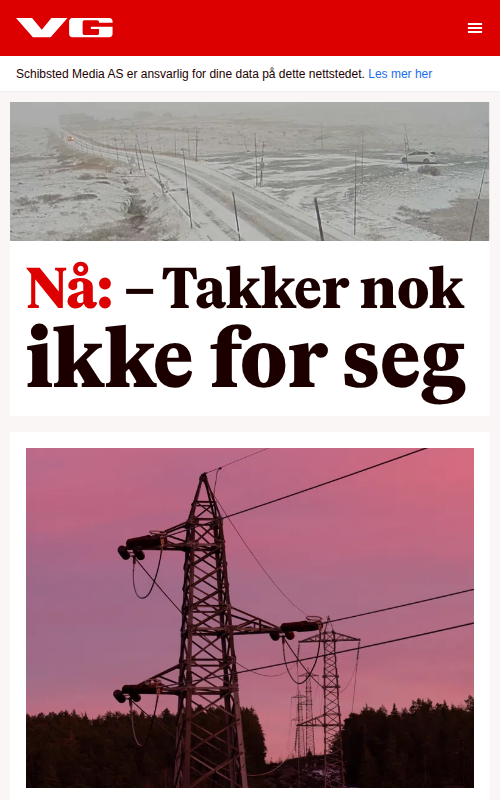 VG
Schibsted Media AS er ansvarlig for dine data på dette nettstedet. Les mer her
Nå: – Takker nok
ikke for seg